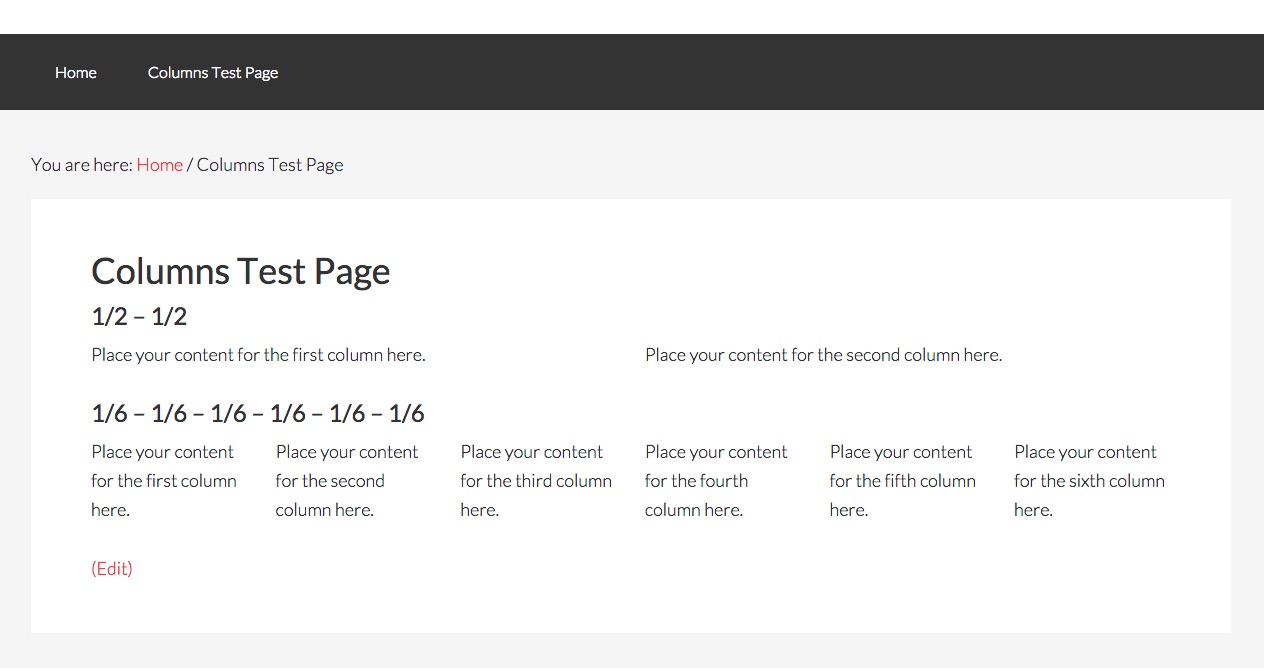 Home Columns Test Page
You are here: Home / Columns Test Page
Columns Test Page
1/2 – 1/2
Place your content for the first column here.
Place your content for the second column here.
1/6 – 1/6 – 1/6 – 1/6 – 1/6 – 1/6
Place your content
for the first column
here.
Place your content
for the second
column here.
Place your content
for the third column
here.
Place your content
for the fourth
column here.
Place your content
for the fifth column
here.
Place your content
for the sixth column
here.
(Edit)